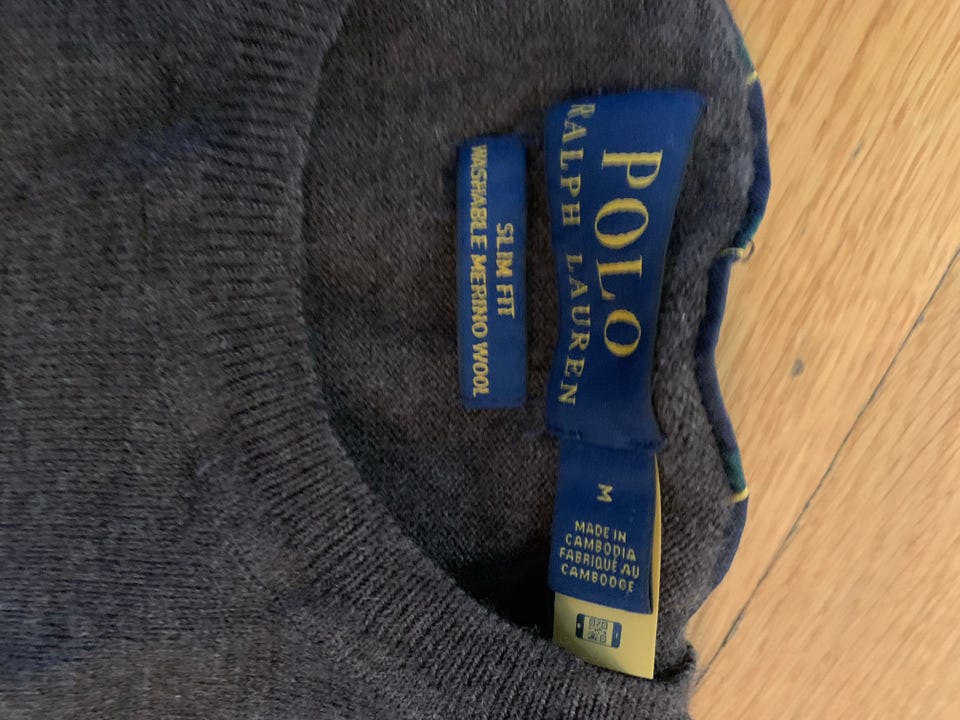 POLO
RALPH LAUREN
SLIM FIT
WASHABLE MERINO WOOL
M
MADE IN
CAMBODIA
FABRIQUÉ AU
CAMBODGE